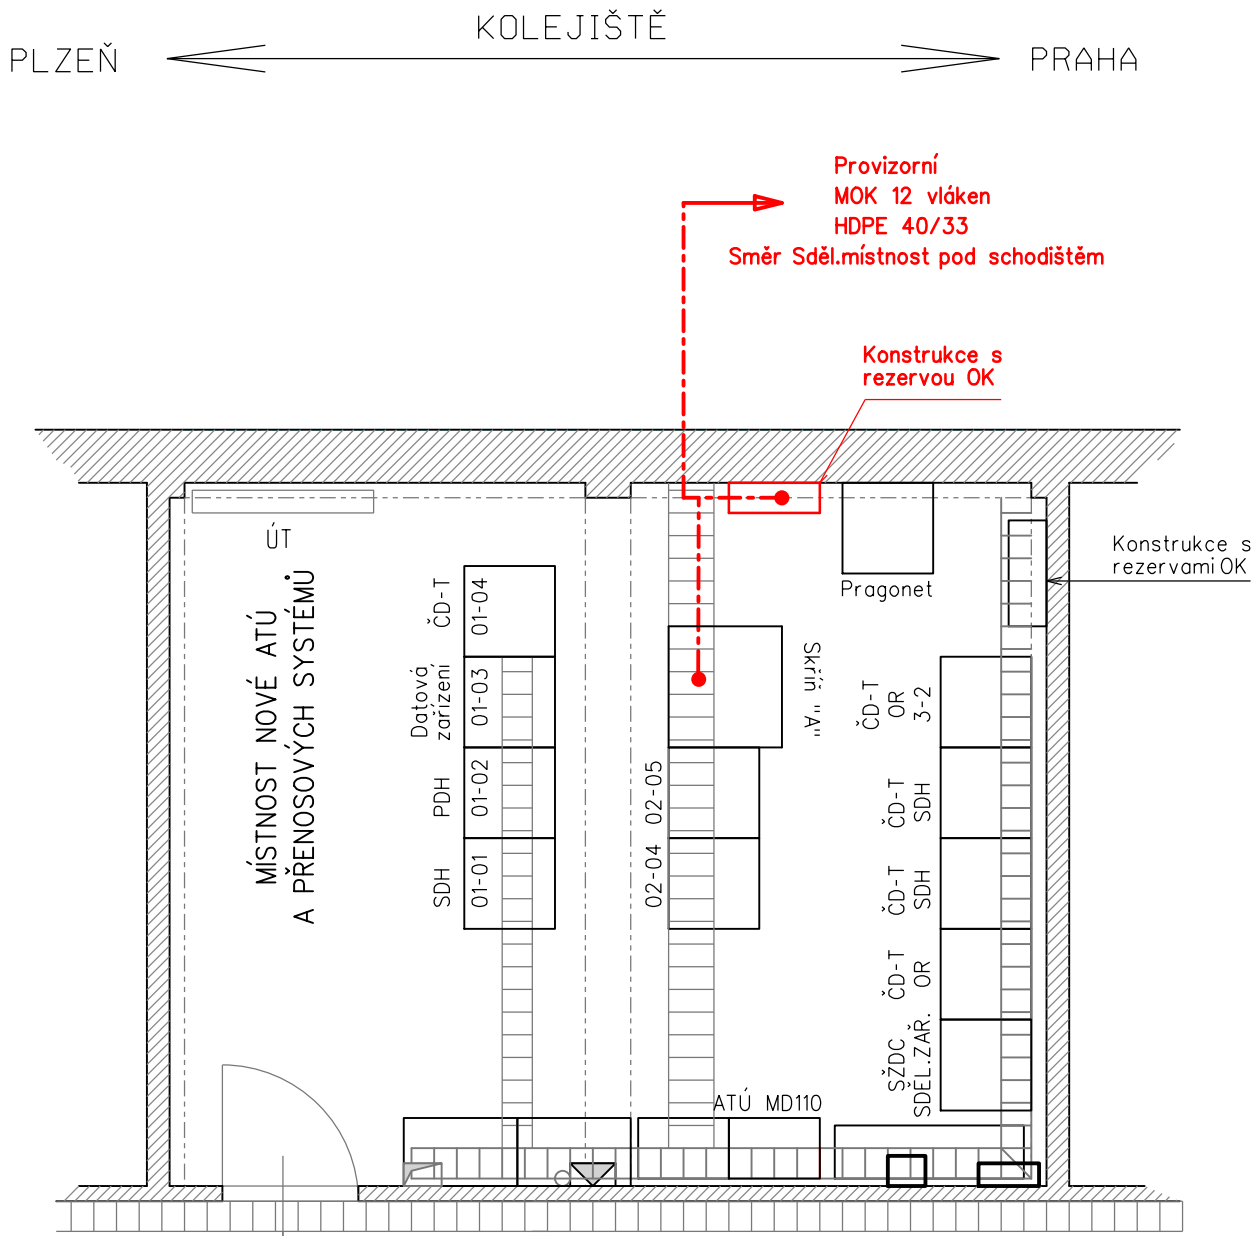 KOLEJIŠTĚ
PLZEŇ
PRAHA
Provizorní
MOK 12 vláken
HDPE 40/33
Směr Sděl.místnost pod schodištěm
Konstrukce s
rezervou OK
ÚT
Konstrukce s
rezervami OK
Pragonet
MÍSTNOST NOVÉ ATÚ
A PŘENOSOVÝCH SYSTÉMŮ
ČD-T
01-04
Datová
zařízení
01-03
PDH
01-02
SDH
01-01
Skříň "A"
02-05
02-04
ČD-T
OR
3-2
ČD-T
SDH
ČD-T
SDH
ČD-T
OR
SŽDC
SDĚL.ZAŘ.
ATÚ MD110